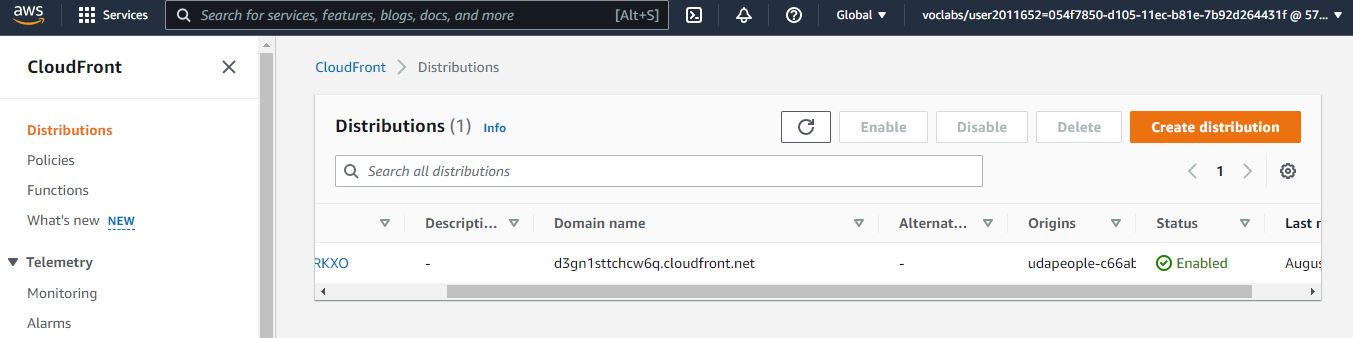 aws Services Search for services, features, blogs, docs, and more [Alt+S] Global voclabs/user2011652=054f7850-d105-11ec-b81e-7b92d264431f @ 57...
CloudFront
Distributions
Policies
Functions
What's new NEW
Telemetry
Monitoring
Alarms
CloudFront Distributions
Distributions (1) Info Enable Disable Delete Create distribution
Search all distributions 1
Descripti... Domain name Alternat... Origins Status Last r
RKXO - d3gn1sttchcw6q.cloudfront.net - udapeople-c66ab Enabled Augus